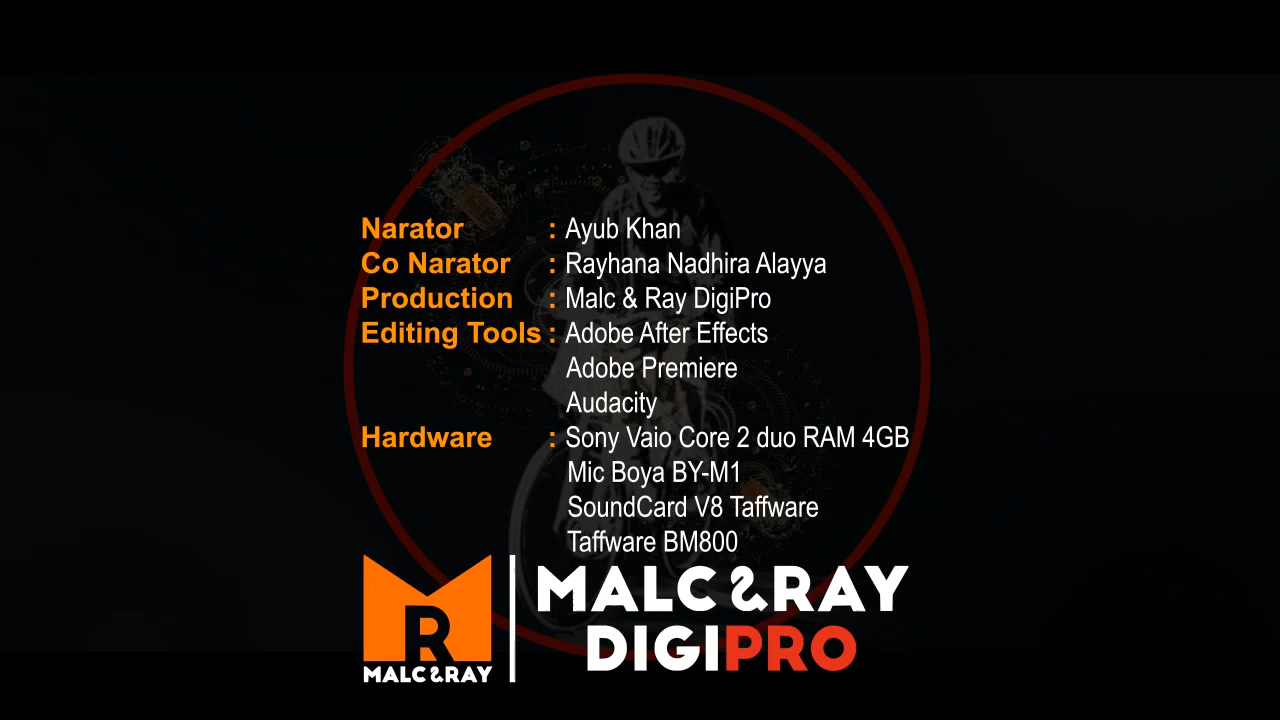 Narator : Ayub Khan
Co Narator : Rayhana Nadhira Alayya
Production : Malc & Ray DigiPro
Editing Tools : Adobe After Effects
Adobe Premiere
Audacity
Hardware : Sony Vaio Core 2 duo RAM 4GB
Mic Boya BY-M1
SoundCard V8 Taffware
Taffware BM800
R
MALC & RAY
MALC & RAY
DIGIPRO